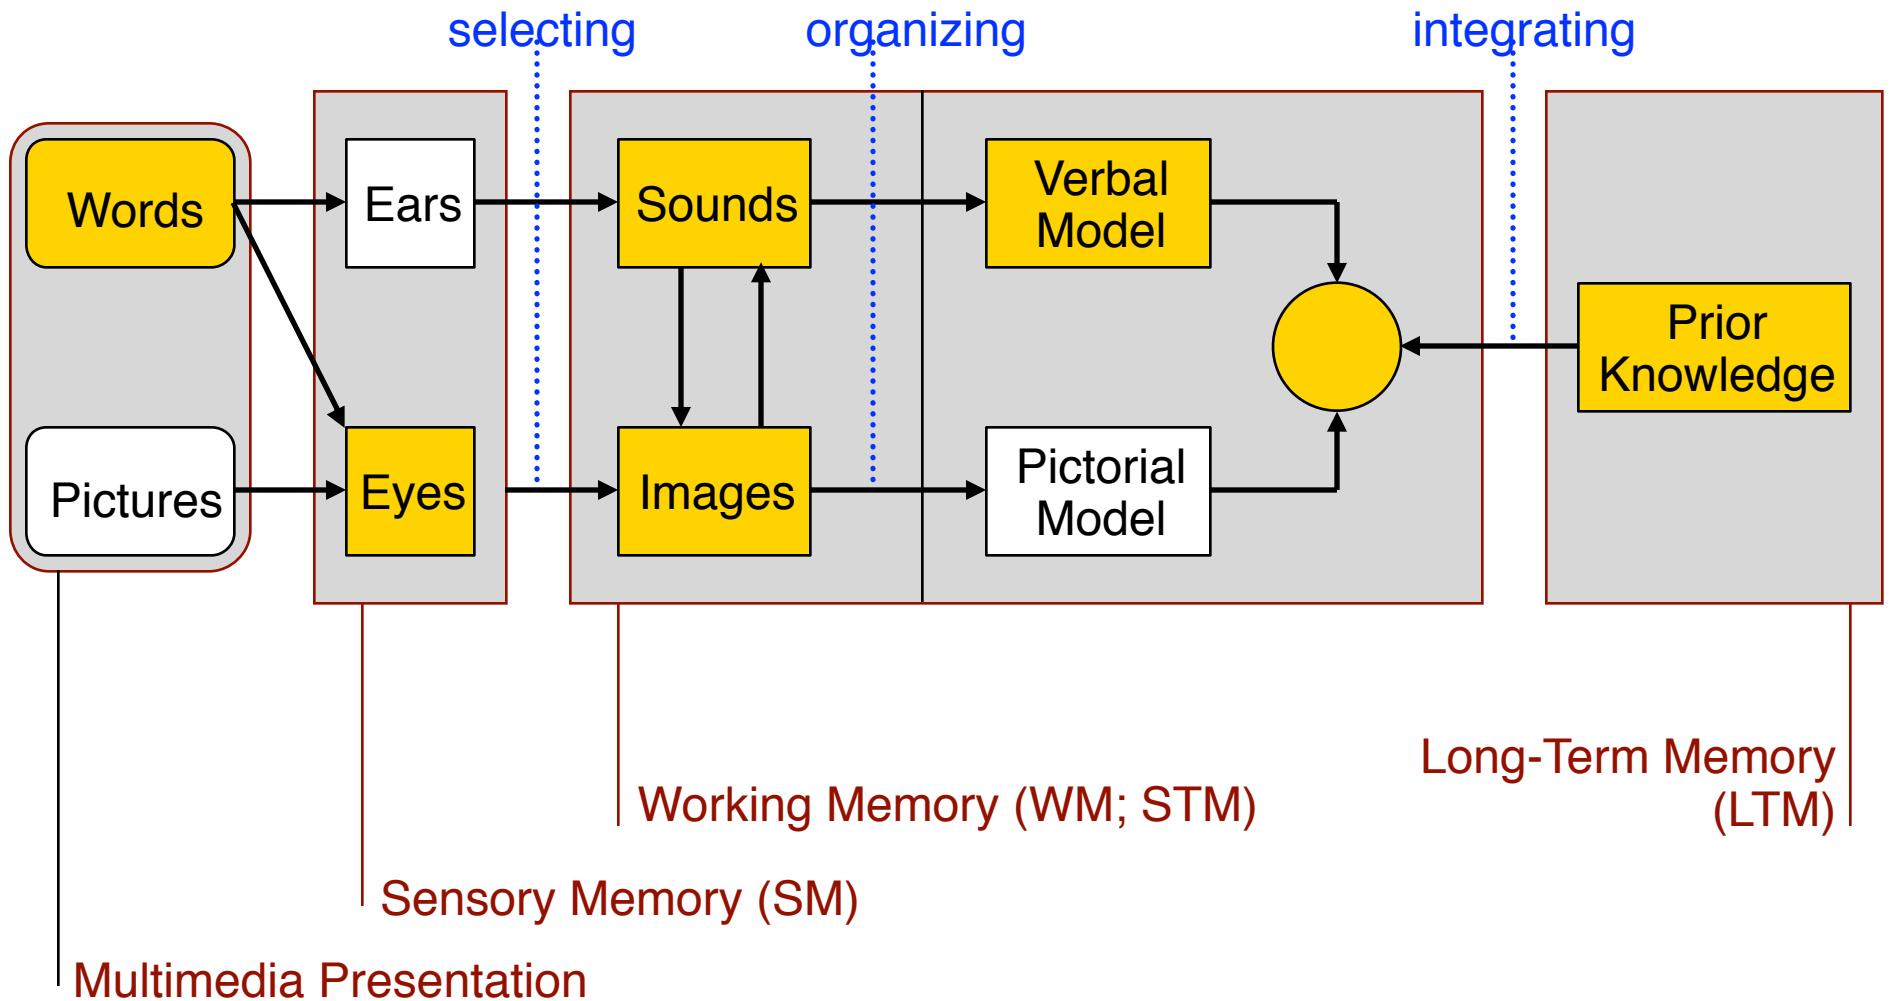 selecting
organizing
integrating
Words
Ears
Sounds
Verbal
Model
Prior
Knowledge
Pictures
Eyes
Images
Pictorial
Model
Long-Term Memory
(LTM)
Working Memory (WM; STM)
Sensory Memory (SM)
Multimedia Presentation